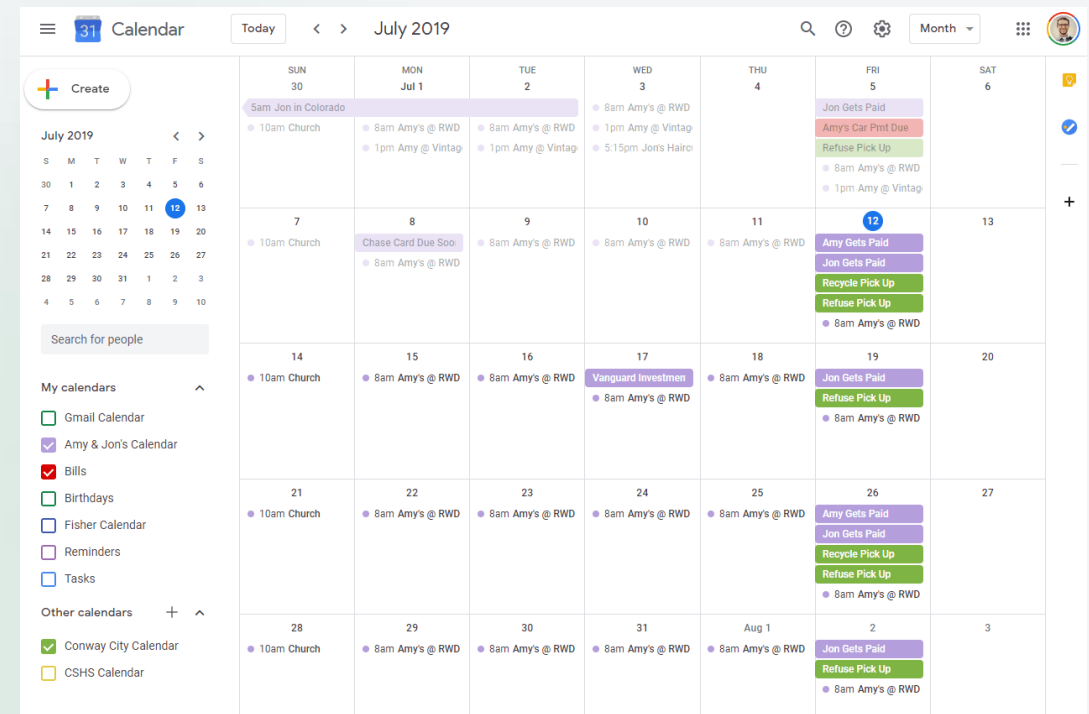 31 Calendar Today July 2019 Month
Create
July 2019
S M T W T F S
30 1 2 3 4 5 6
7 8 9 10 11 12 13
14 15 16 17 18 19 20
21 22 23 24 25 26 27
28 29 30 31 1 2 3
4 5 6 7 8 9 10
Search for people
My calendars
Gmail Calendar
Amy & Jon's Calendar
Bills
Birthdays
Fisher Calendar
Reminders
Tasks
Other calendars
Conway City Calendar
CSHS Calendar
SUN MON TUE WED THU FRI SAT
30 Jul 1 2 3 4 5 6
5am Jon in Colorado
10am Church
8am Amy's @ RWD
1pm Amy @ Vintag
8am Amy's @ RWD
1pm Amy @ Vintag
8am Amy's @ RWD
1pm Amy @ Vintag
5:15pm Jon's Hairc
Jon Gets Paid
Amy's Car Pmt Due
Refuse Pick Up
8am Amy's @ RWD
1pm Amy @ Vintag
7 8 9 10 11 12 13
10am Church
Chase Card Due Soo
8am Amy's @ RWD
8am Amy's @ RWD
8am Amy's @ RWD
8am Amy's @ RWD
Amy Gets Paid
Jon Gets Paid
Recycle Pick Up
Refuse Pick Up
8am Amy's @ RWD
14 15 16 17 18 19 20
10am Church
8am Amy's @ RWD
8am Amy's @ RWD
Vanguard Investmen
8am Amy's @ RWD
8am Amy's @ RWD
Jon Gets Paid
Refuse Pick Up
8am Amy's @ RWD
21 22 23 24 25 26 27
10am Church
8am Amy's @ RWD
8am Amy's @ RWD
8am Amy's @ RWD
8am Amy's @ RWD
Amy Gets Paid
Jon Gets Paid
Recycle Pick Up
Refuse Pick Up
8am Amy's @ RWD
28 29 30 31 Aug 1 2 3
10am Church
8am Amy's @ RWD
8am Amy's @ RWD
8am Amy's @ RWD
8am Amy's @ RWD
Jon Gets Paid
Refuse Pick Up
8am Amy's @ RWD